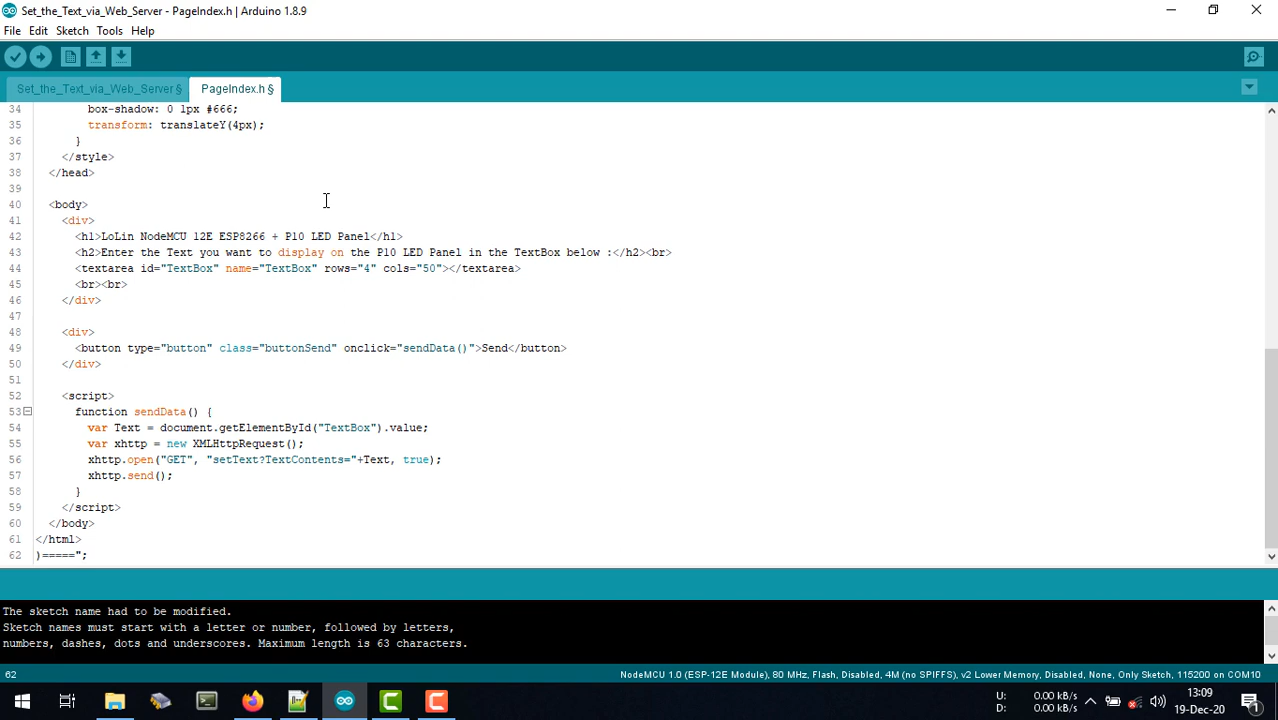 Set_the_Text_via_Web_Server - PageIndex.h | Arduino 1.8.9
File Edit Sketch Tools Help
Set_the_Text_via_Web_Server § PageIndex.h §
34 box-shadow: 0 1px #666;
35 transform: translateY(4px);
36 }
37 </style>
38 </head>
39
40 <body>
41 <div>
42 <h1>LoLin NodeMCU 12E ESP8266 + P10 LED Panel</h1>
43 <h2>Enter the Text you want to display on the P10 LED Panel in the TextBox below :</h2><br>
44 <textarea id="TextBox" name="TextBox" rows="4" cols="50"></textarea>
45 <br><br>
46 </div>
47
48 <div>
49 <button type="button" class="buttonSend" onclick="sendData()">Send</button>
50 </div>
51
52 <script>
53 function sendData() {
54 var Text = document.getElementById("TextBox").value;
55 var xhttp = new XMLHttpRequest();
56 xhttp.open("GET", "setText?TextContents="+Text, true);
57 xhttp.send();
58 }
59 </script>
60 </body>
61 </html>
62 )=====";
The sketch name had to be modified.
Sketch names must start with a letter or number, followed by letters,
numbers, dashes, dots and underscores. Maximum length is 63 characters.
62 NodeMCU 1.0 (ESP-12E Module), 80 MHz, Flash, Disabled, 4M (no SPIFFS), v2 Lower Memory, Disabled, None, Only Sketch, 115200 on COM10
U: 0.00 kB/s
D: 0.00 kB/s
13:09
19-Dec-20
1